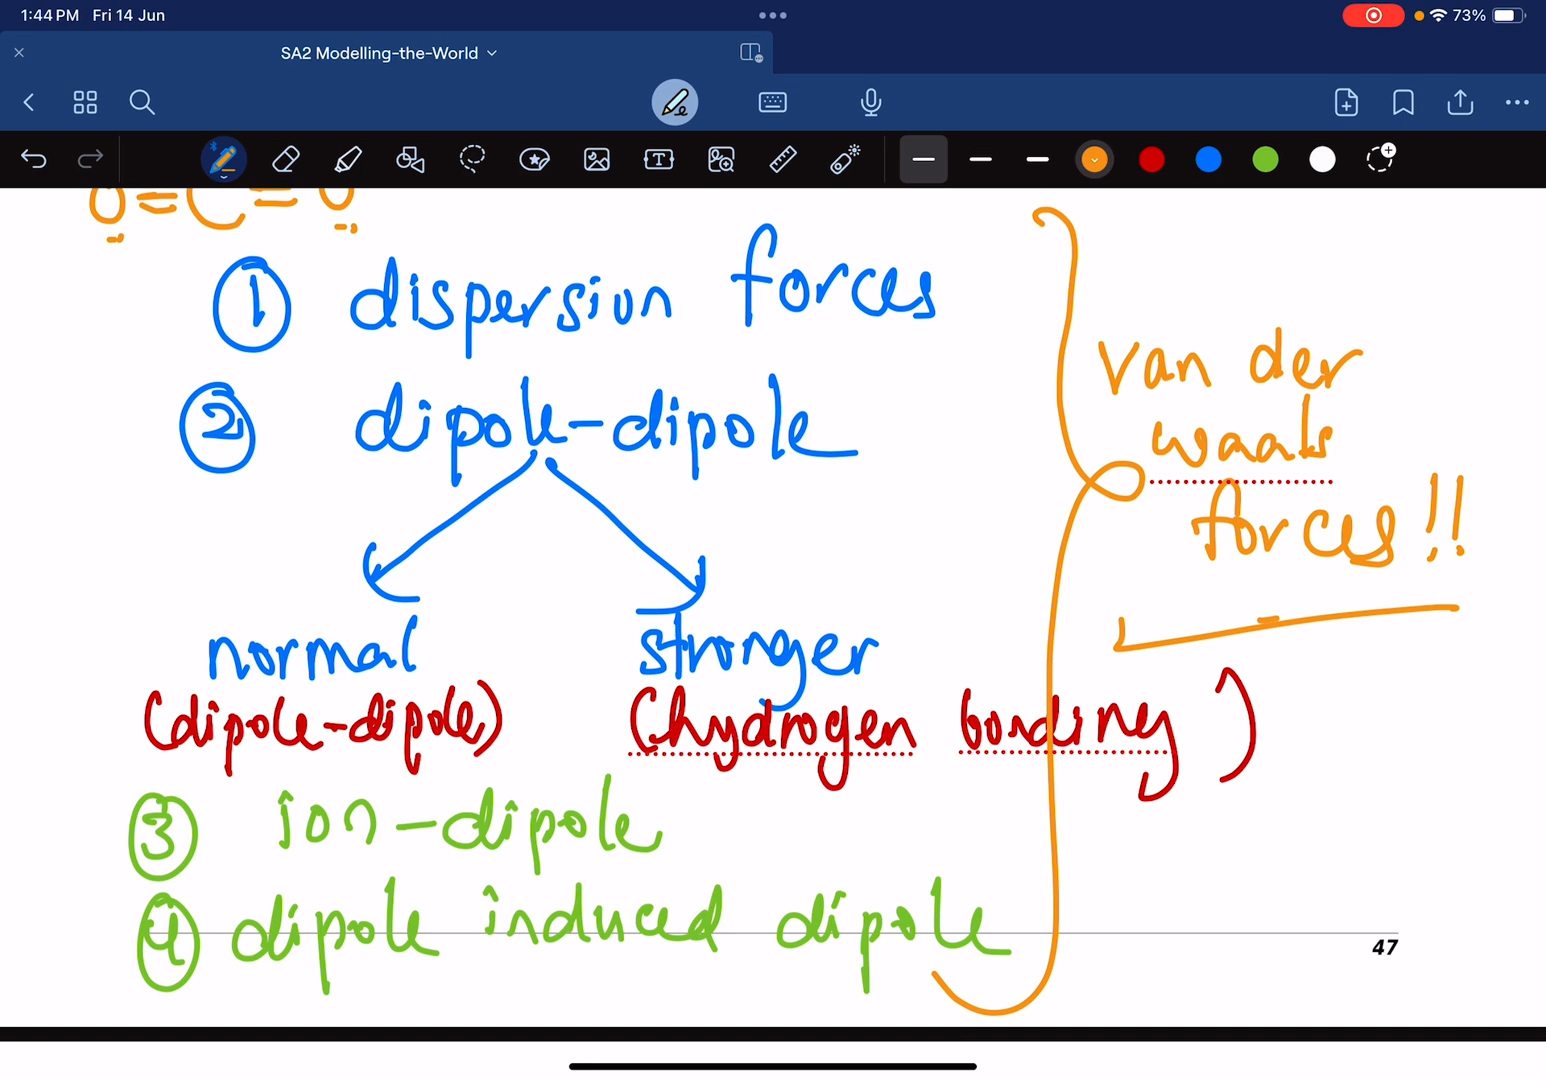 1:44 PM Fri 14 Jun
73%
SA2 Modelling-the-World
O=C=O
① dispersion forces
② dipole-dipole
van der
waals
forces!!
normal
stronger
(dipole-dipole)
(hydrogen bonding)
③ ion-dipole
④ dipole induced dipole
47